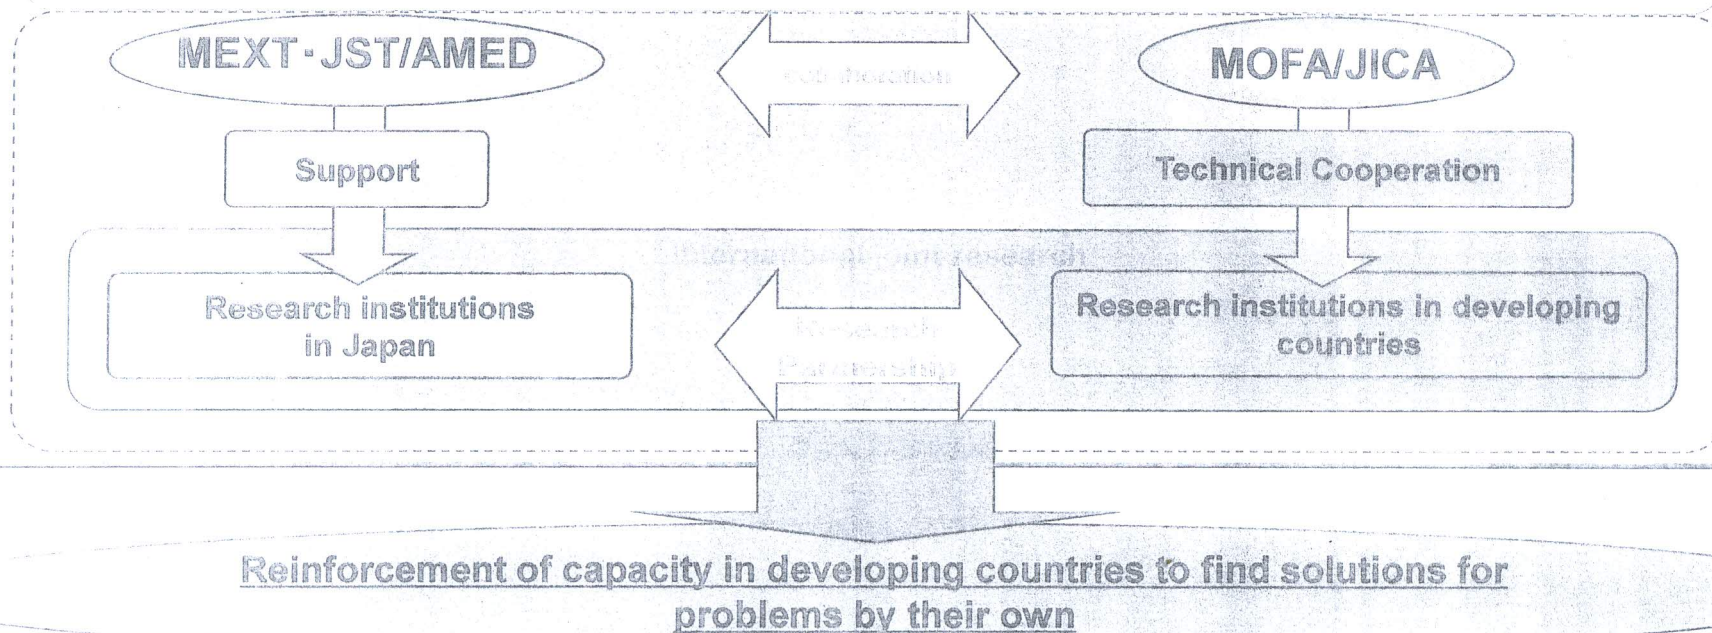 MEXT・JST/AMED
MOFA/JICA
Support
Technical Cooperation
Research institutions
in Japan
Research institutions in developing
countries
Partnership
Reinforcement of capacity in developing countries to find solutions for
problems by their own